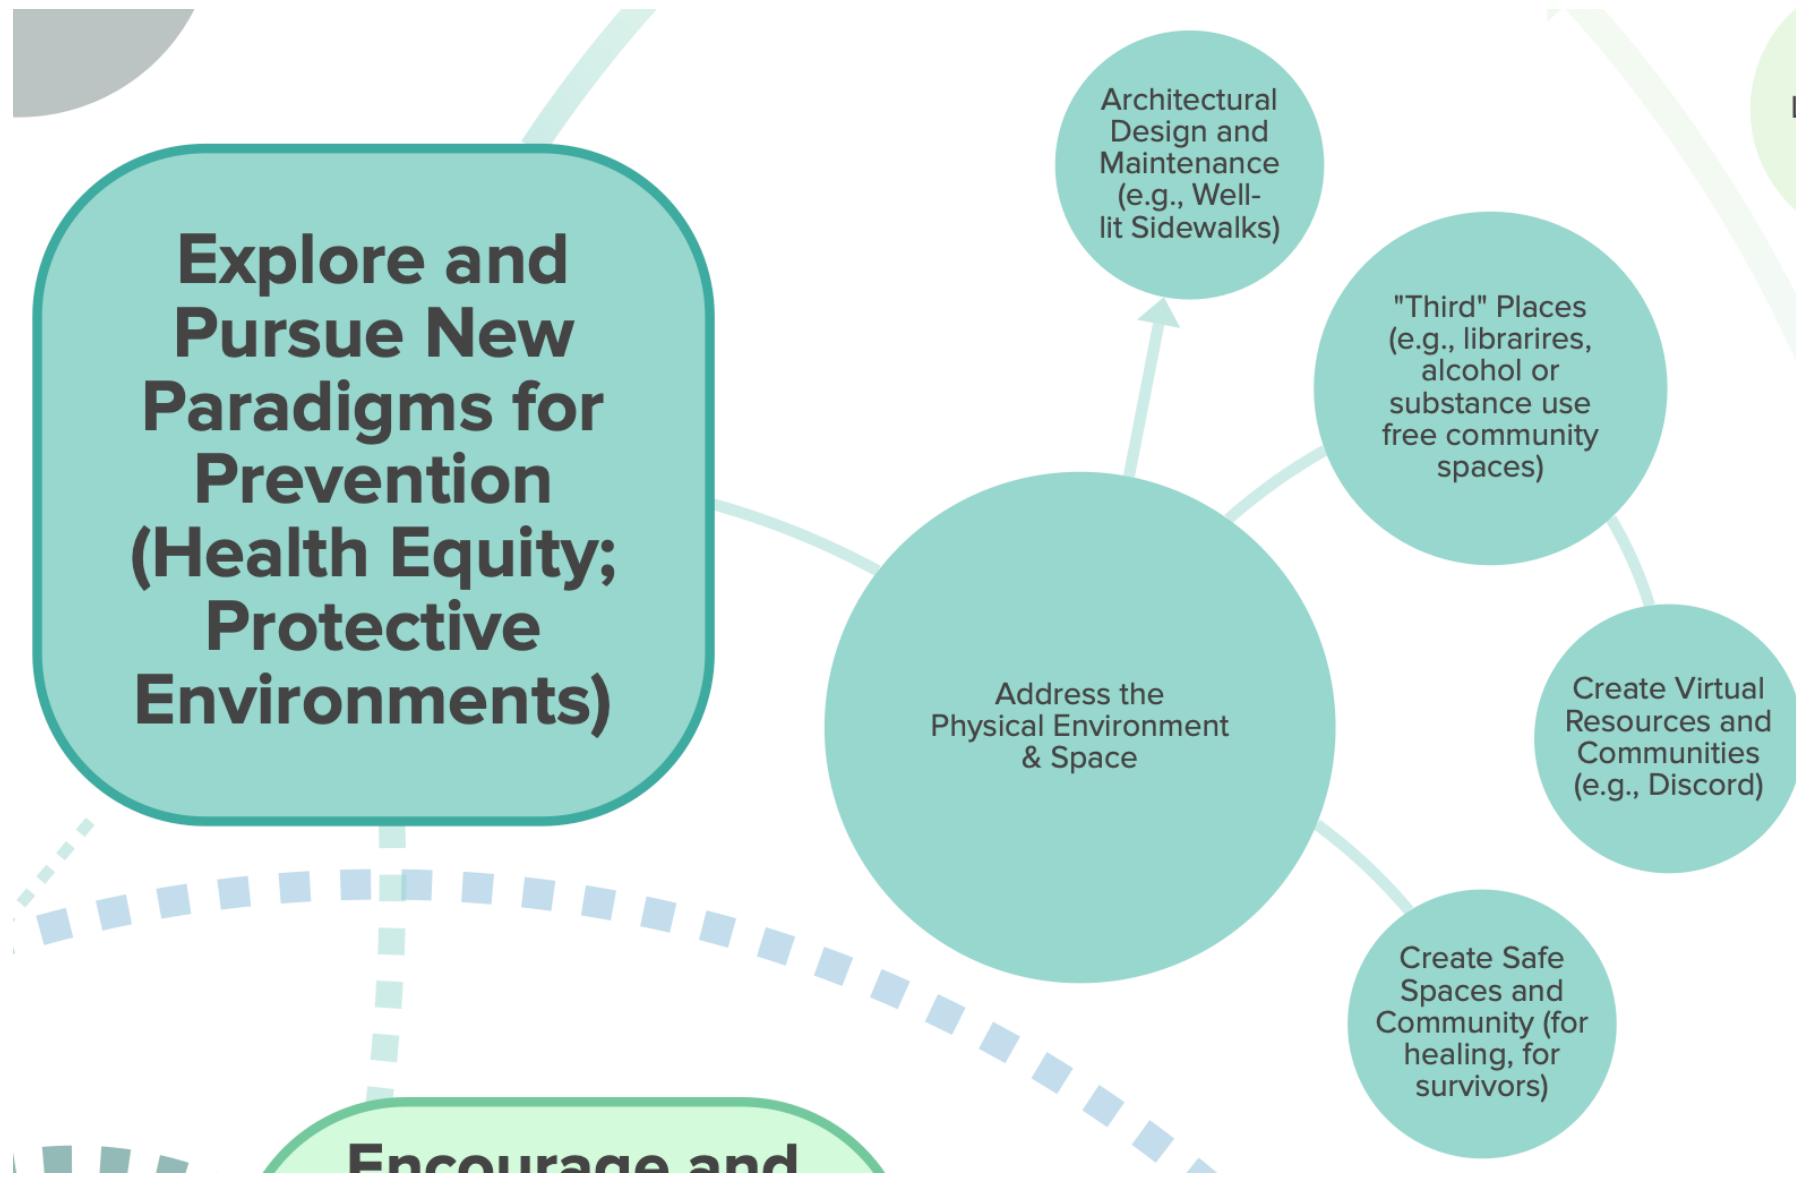 Explore and
Pursue New
Paradigms for
Prevention
(Health Equity;
Protective
Environments)
Architectural
Design and
Maintenance
(e.g., Well-
lit Sidewalks)
"Third" Places
(e.g., librarires,
alcohol or
substance use
free community
spaces)
Address the
Physical Environment
& Space
Create Virtual
Resources and
Communities
(e.g., Discord)
Create Safe
Spaces and
Community (for
healing, for
survivors)
Encourage and